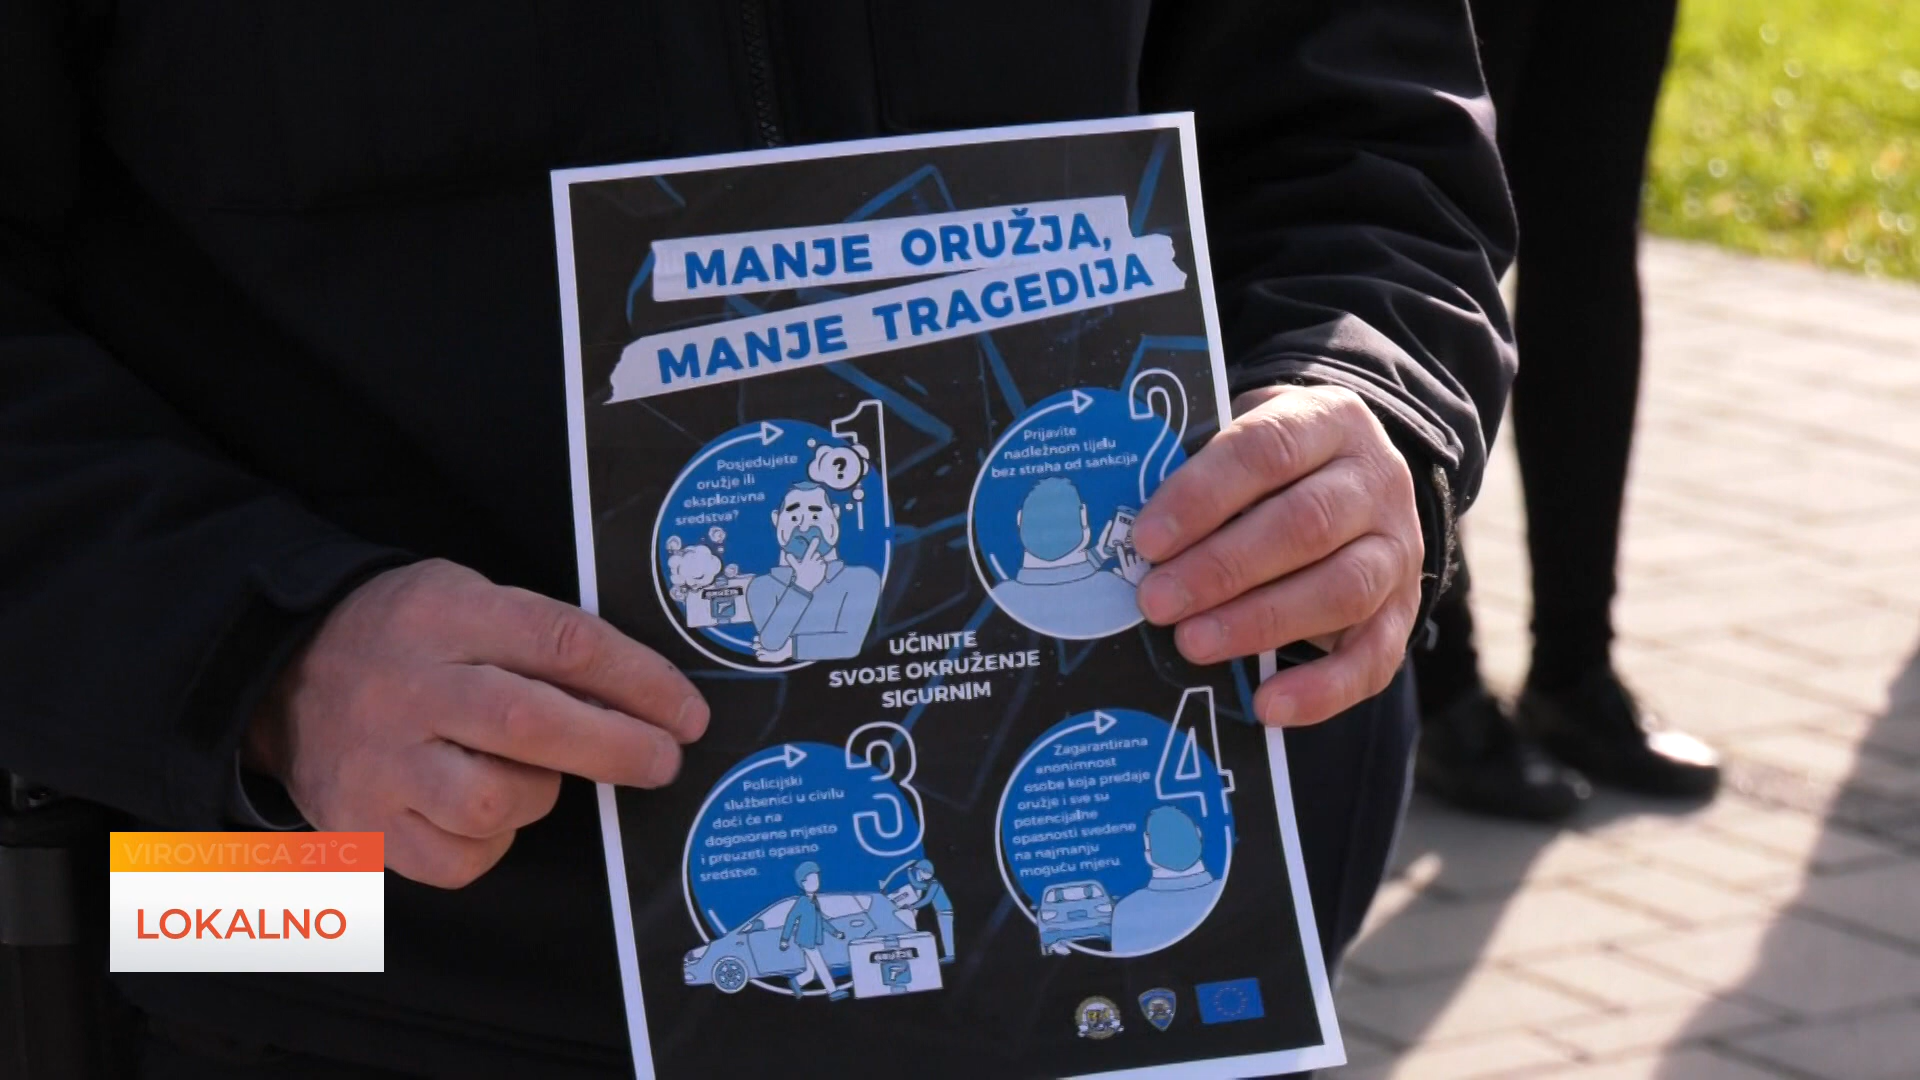 MANJE ORUŽJA,
MANJE TRAGEDIJA
1
Posjedujete
oružje ili
eksplozivna
sredstva?
?
ORUŽJE
2
Prijavite
nadležnom tijelu
bez straha od sankcija
UČINITE
SVOJE OKRUŽENJE
SIGURNIM
3
Policijski
službenici u civilu
doći će na
dogovoreno mjesto
i preuzeti opasno
sredstvo.
ORUŽJE
4
Zagarantirana
anonimnost
osobe koja predaje
oružje i sve su
potencijalne
opasnosti svedene
na najmanju
moguću mjeru.
VIROVITICA 21°C
LOKALNO